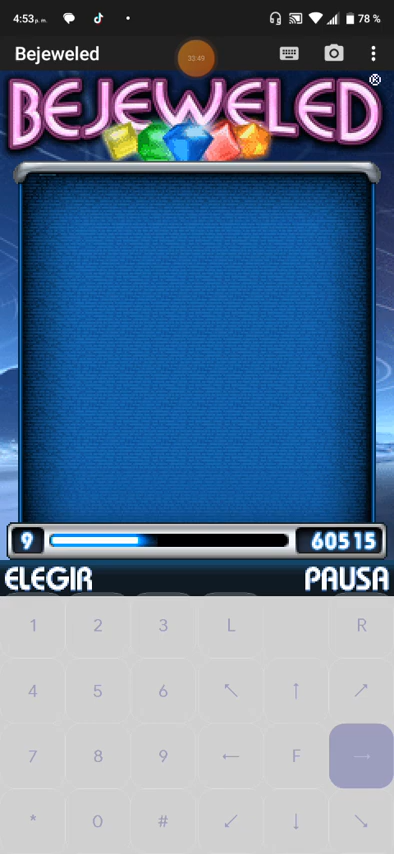 4:53 p. m.
78 %
Bejeweled
33:49
BEJEWELED
9
60515
ELEGIR
PAUSA
1 2 3 L R
4 5 6 ↖ ↑ ↗
7 8 9 ← F →
* 0 # ↙ ↓ ↘